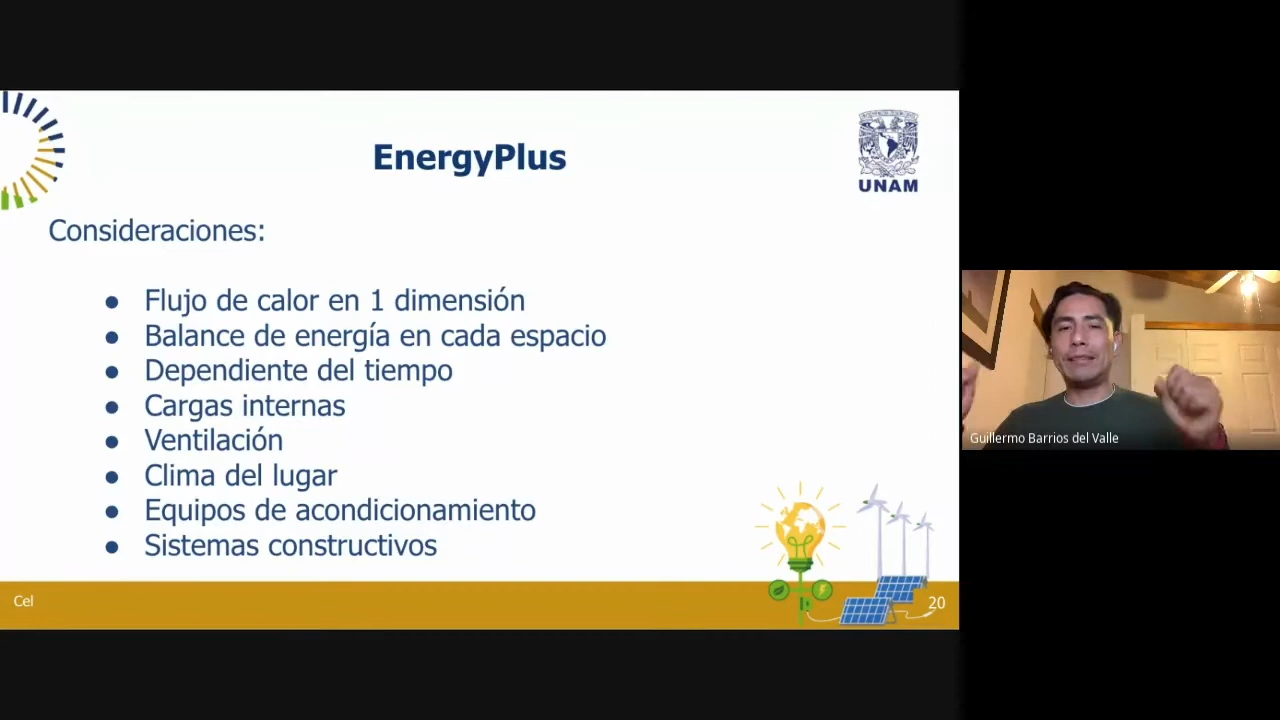 EnergyPlus
UNAM
Consideraciones:
● Flujo de calor en 1 dimensión
● Balance de energía en cada espacio
● Dependiente del tiempo
● Cargas internas
● Ventilación
● Clima del lugar
● Equipos de acondicionamiento
● Sistemas constructivos
Cel
20
Guillermo Barrios del Valle